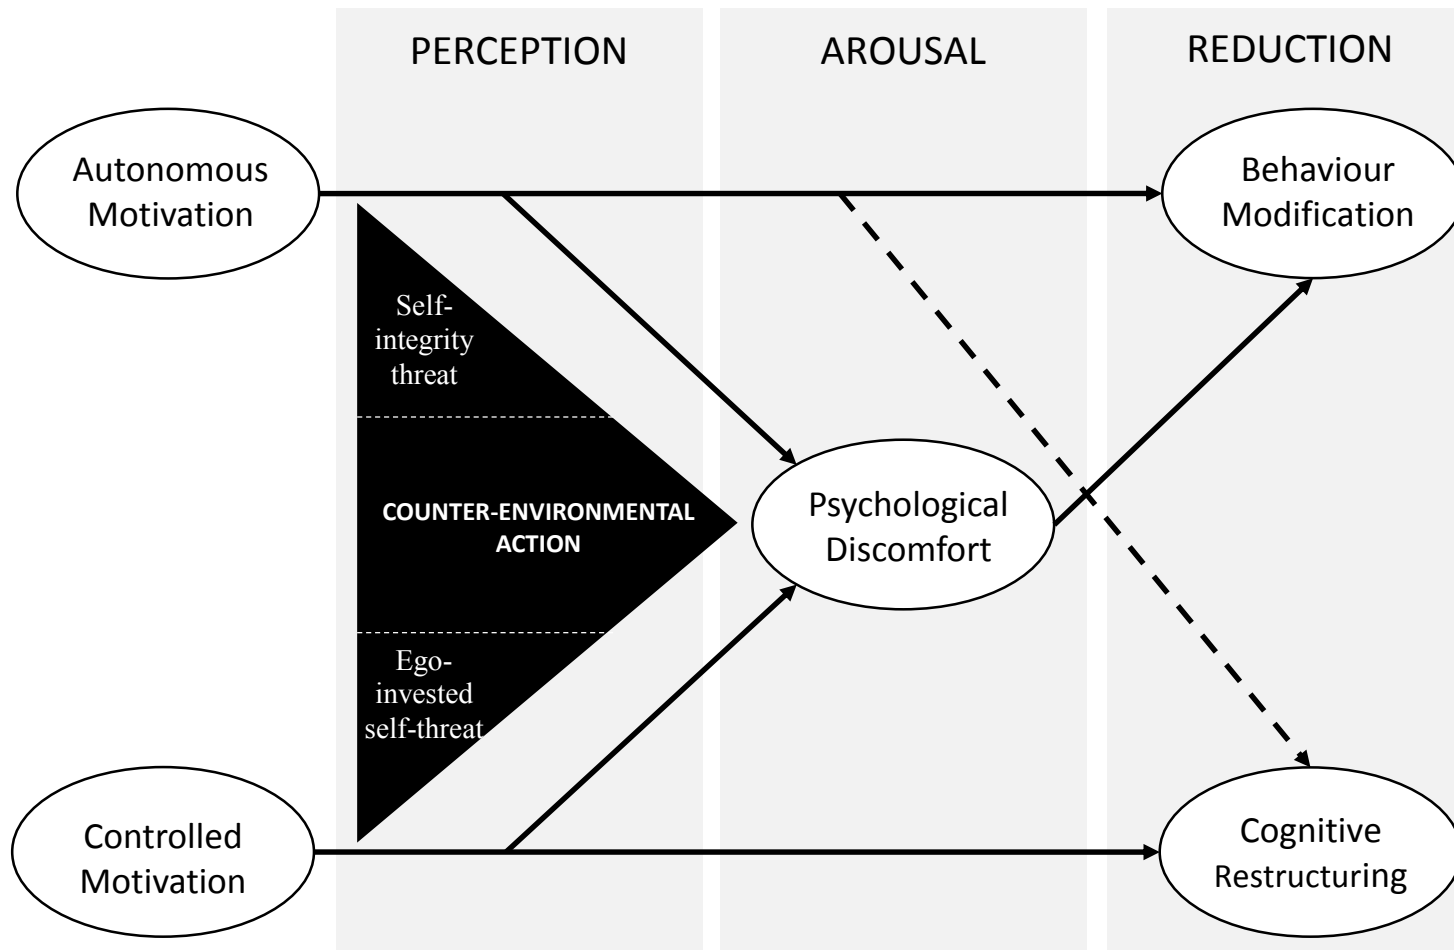 PERCEPTION
AROUSAL
REDUCTION
Autonomous
Motivation
Behaviour
Modification
Self-
integrity
threat
COUNTER-ENVIRONMENTAL
ACTION
Psychological
Discomfort
Ego-
invested
self-threat
Controlled
Motivation
Cognitive
Restructuring